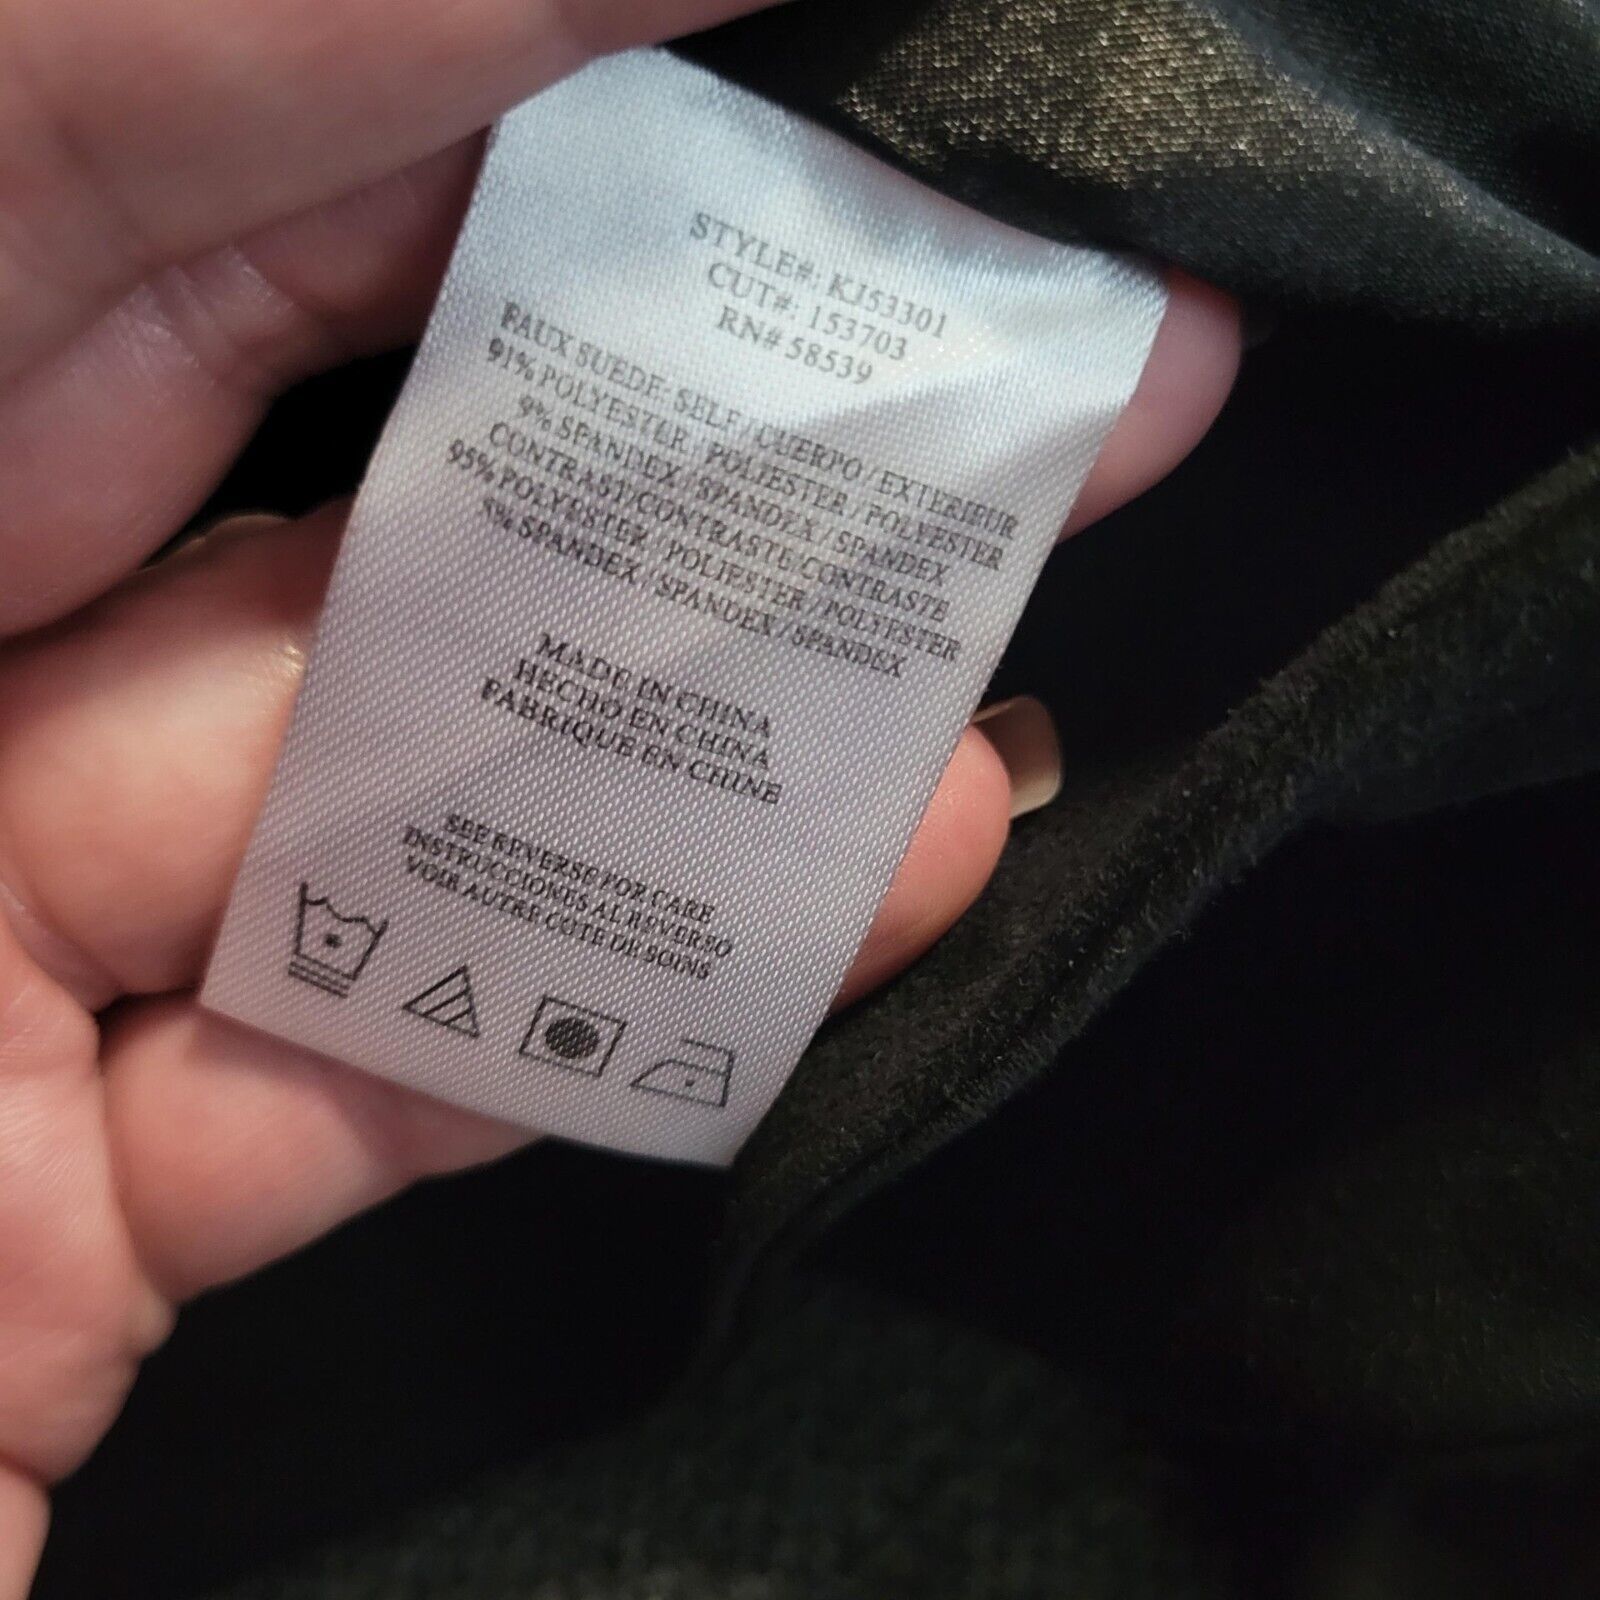 STYLE#: KJ53301
CUT#: 153703
RN# 58539
FAUX SUEDE: SELF / CUERPO / EXTERIEUR
91% POLYESTER / POLIESTER / POLYESTER
9% SPANDEX / SPANDEX / SPANDEX
CONTRAST/CONTRASTE/CONTRASTE
95% POLYESTER / POLIESTER / POLYESTER
5% SPANDEX / SPANDEX / SPANDEX
MADE IN CHINA
HECHO EN CHINA
FABRIQUE EN CHINE
SEE REVERSE FOR CARE
INSTRUCCIONES AL REVERSO
VOIR AUTRE COTE DE SOINS